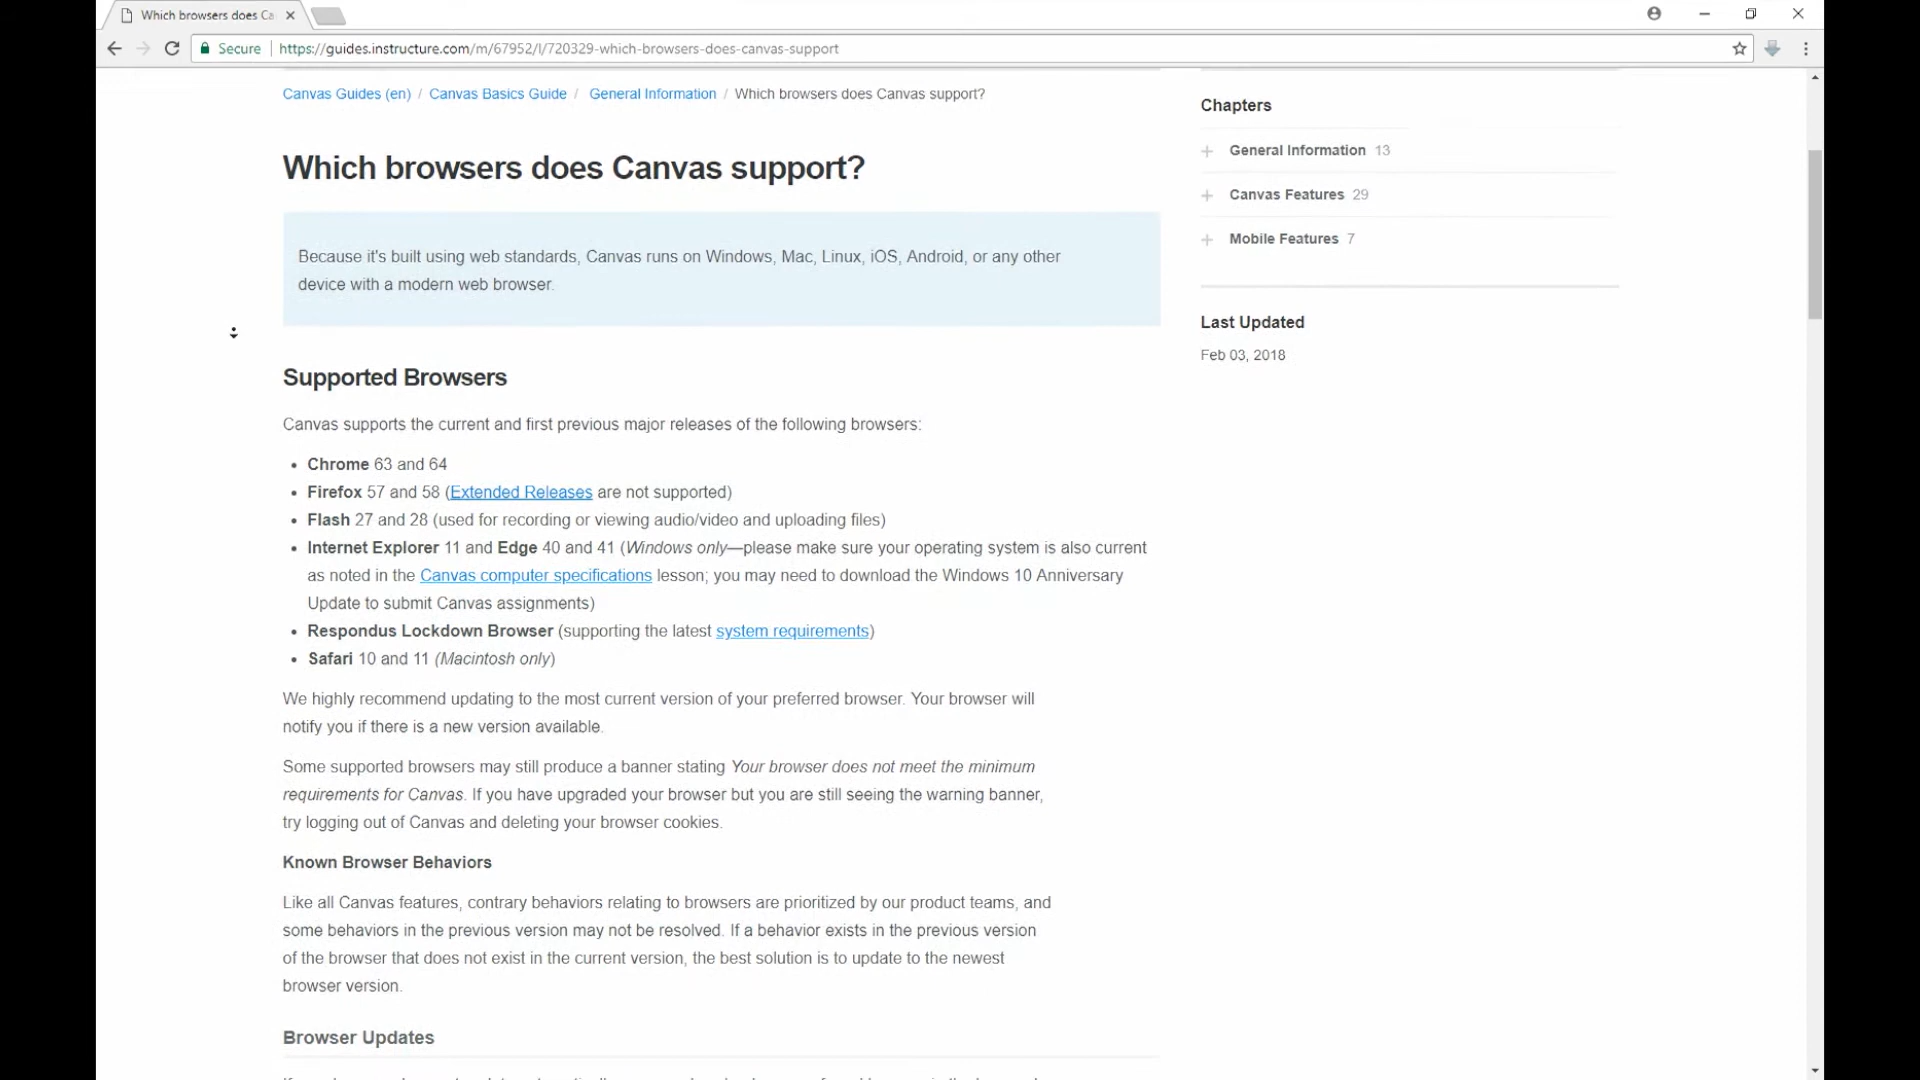 Which browsers does Ca
Secure
https://guides.instructure.com/m/67952/l/720329-which-browsers-does-canvas-support
Canvas Guides (en) / Canvas Basics Guide / General Information / Which browsers does Canvas support?
Which browsers does Canvas support?
Because it's built using web standards, Canvas runs on Windows, Mac, Linux, iOS, Android, or any other
device with a modern web browser.
Supported Browsers
Canvas supports the current and first previous major releases of the following browsers:
• Chrome 63 and 64
• Firefox 57 and 58 (Extended Releases are not supported)
• Flash 27 and 28 (used for recording or viewing audio/video and uploading files)
• Internet Explorer 11 and Edge 40 and 41 (Windows only—please make sure your operating system is also current
as noted in the Canvas computer specifications lesson; you may need to download the Windows 10 Anniversary
Update to submit Canvas assignments)
• Respondus Lockdown Browser (supporting the latest system requirements)
• Safari 10 and 11 (Macintosh only)
We highly recommend updating to the most current version of your preferred browser. Your browser will
notify you if there is a new version available.
Some supported browsers may still produce a banner stating Your browser does not meet the minimum
requirements for Canvas. If you have upgraded your browser but you are still seeing the warning banner,
try logging out of Canvas and deleting your browser cookies.
Known Browser Behaviors
Like all Canvas features, contrary behaviors relating to browsers are prioritized by our product teams, and
some behaviors in the previous version may not be resolved. If a behavior exists in the previous version
of the browser that does not exist in the current version, the best solution is to update to the newest
browser version.
Browser Updates
Chapters
General Information 13
Canvas Features 29
Mobile Features 7
Last Updated
Feb 03, 2018